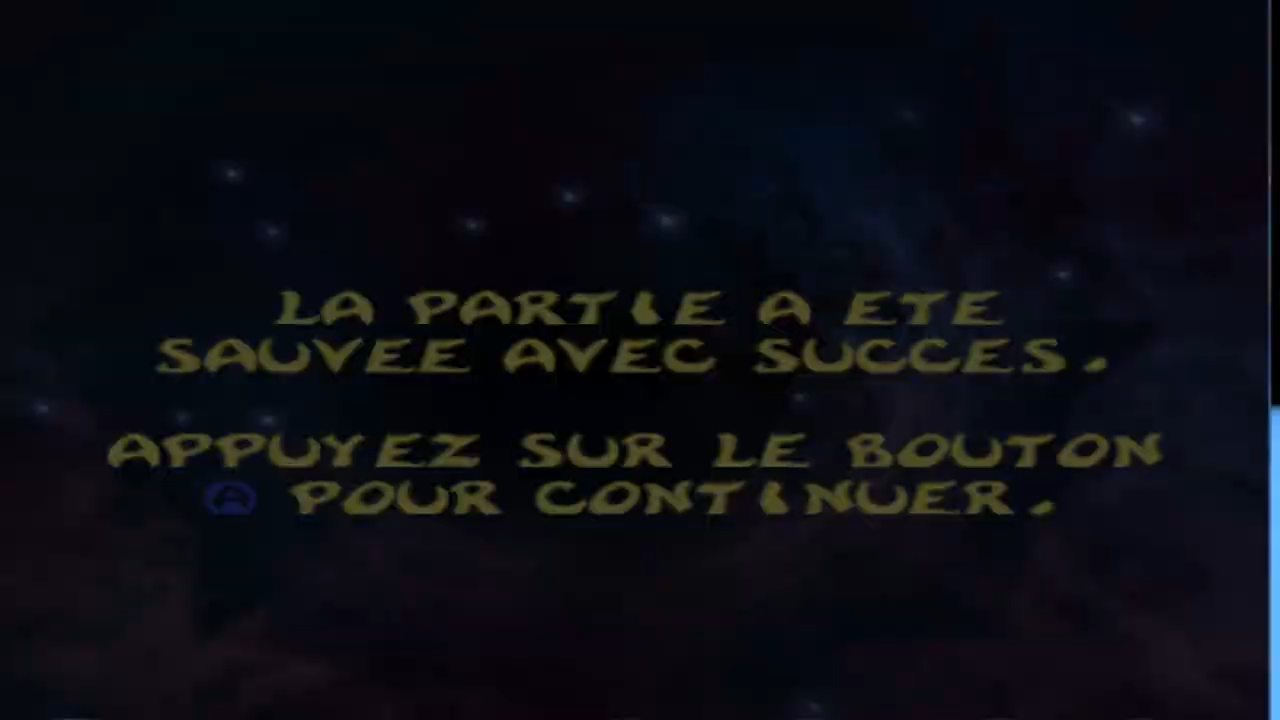 LA PARTIE A ETE
SAUVEE AVEC SUCCES.
APPUYEZ SUR LE BOUTON
A POUR CONTINUER.